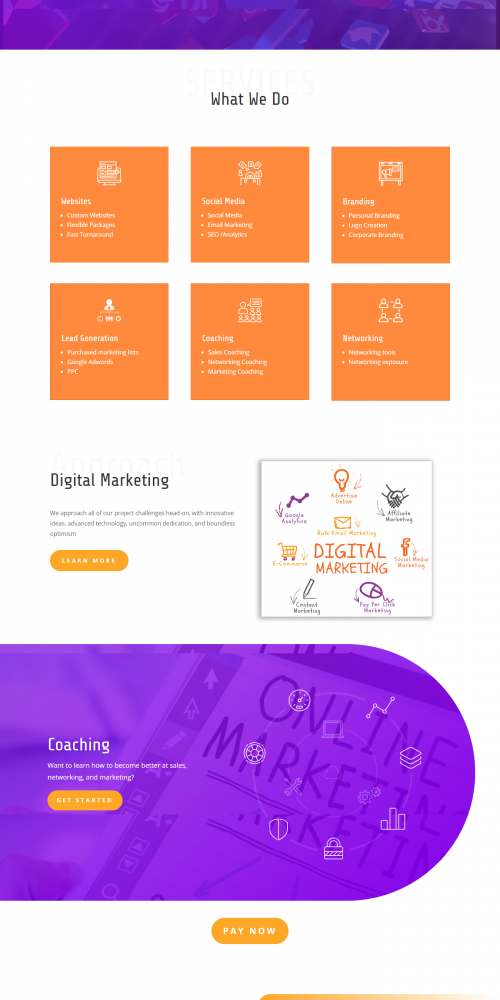 SERVICES
What We Do
Websites
Custom Websites
Flexible Packages
Fast Turnaround
Social Media
Social Media
Email Marketing
SEO /Analytics
Branding
Personal Branding
Logo Creation
Corporate Branding
Lead Generation
Purchased marketing lists
Google Adwords
PPC
Coaching
Sales Coaching
Networking Coaching
Marketing Coaching
Networking
Networking tools
Networking exposure
Approach
Digital Marketing
We approach all of our project challenges head-on, with innovative
ideas, advanced technology, uncommon dedication, and boundless
optimism
LEARN MORE
Advertise
Online
Google
Analytics
Affiliate
Marketing
Bulk Email Marketing
E-Commerce
DIGITAL
MARKETING
Social Media
Marketing
Content
Marketing
Pay Per Click
Marketing
ONLINE
MARKETIN
Coaching
Want to learn how to become better at sales,
networking, and marketing?
GET STARTED
PAY NOW